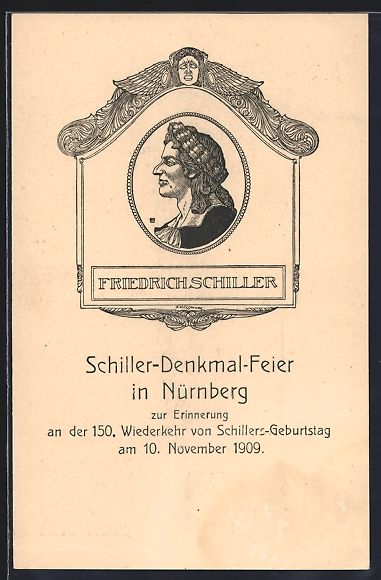 FRIEDRICH SCHILLER
Schiller-Denkmal-Feier
in Nürnberg
zur Erinnerung
an der 150. Wiederkehr von Schillers-Geburtstag
am 10. November 1909.